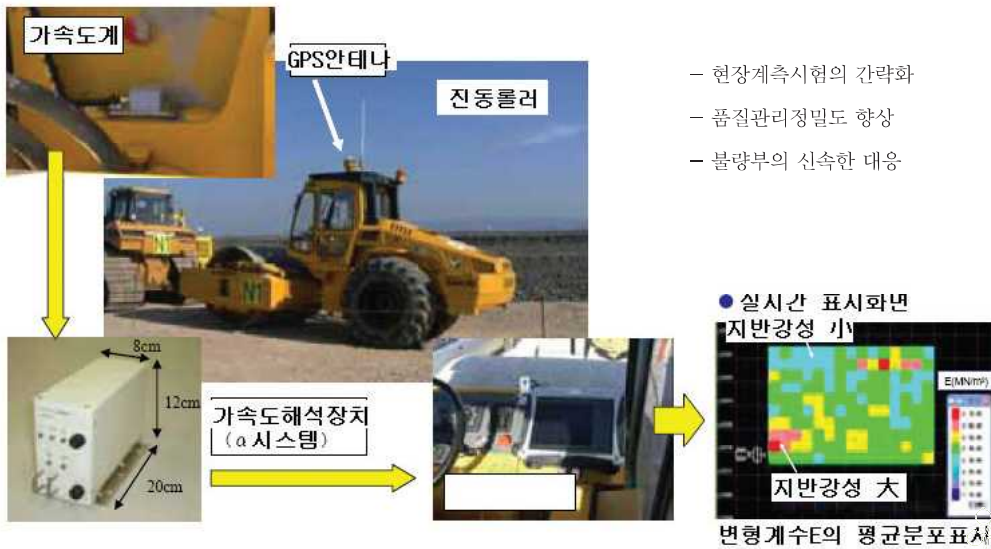 가속도계
GPS안테나
진동롤러
– 현장계측시험의 간략화
– 품질관리정밀도 향상
– 불량부의 신속한 대응
N1
N1
8cm
12cm
20cm
가속도해석장치
(α시스템)
● 실시간 표시화면
지반강성 小
E(MN/m²)
지반강성 大
변형계수E의 평균분포표시